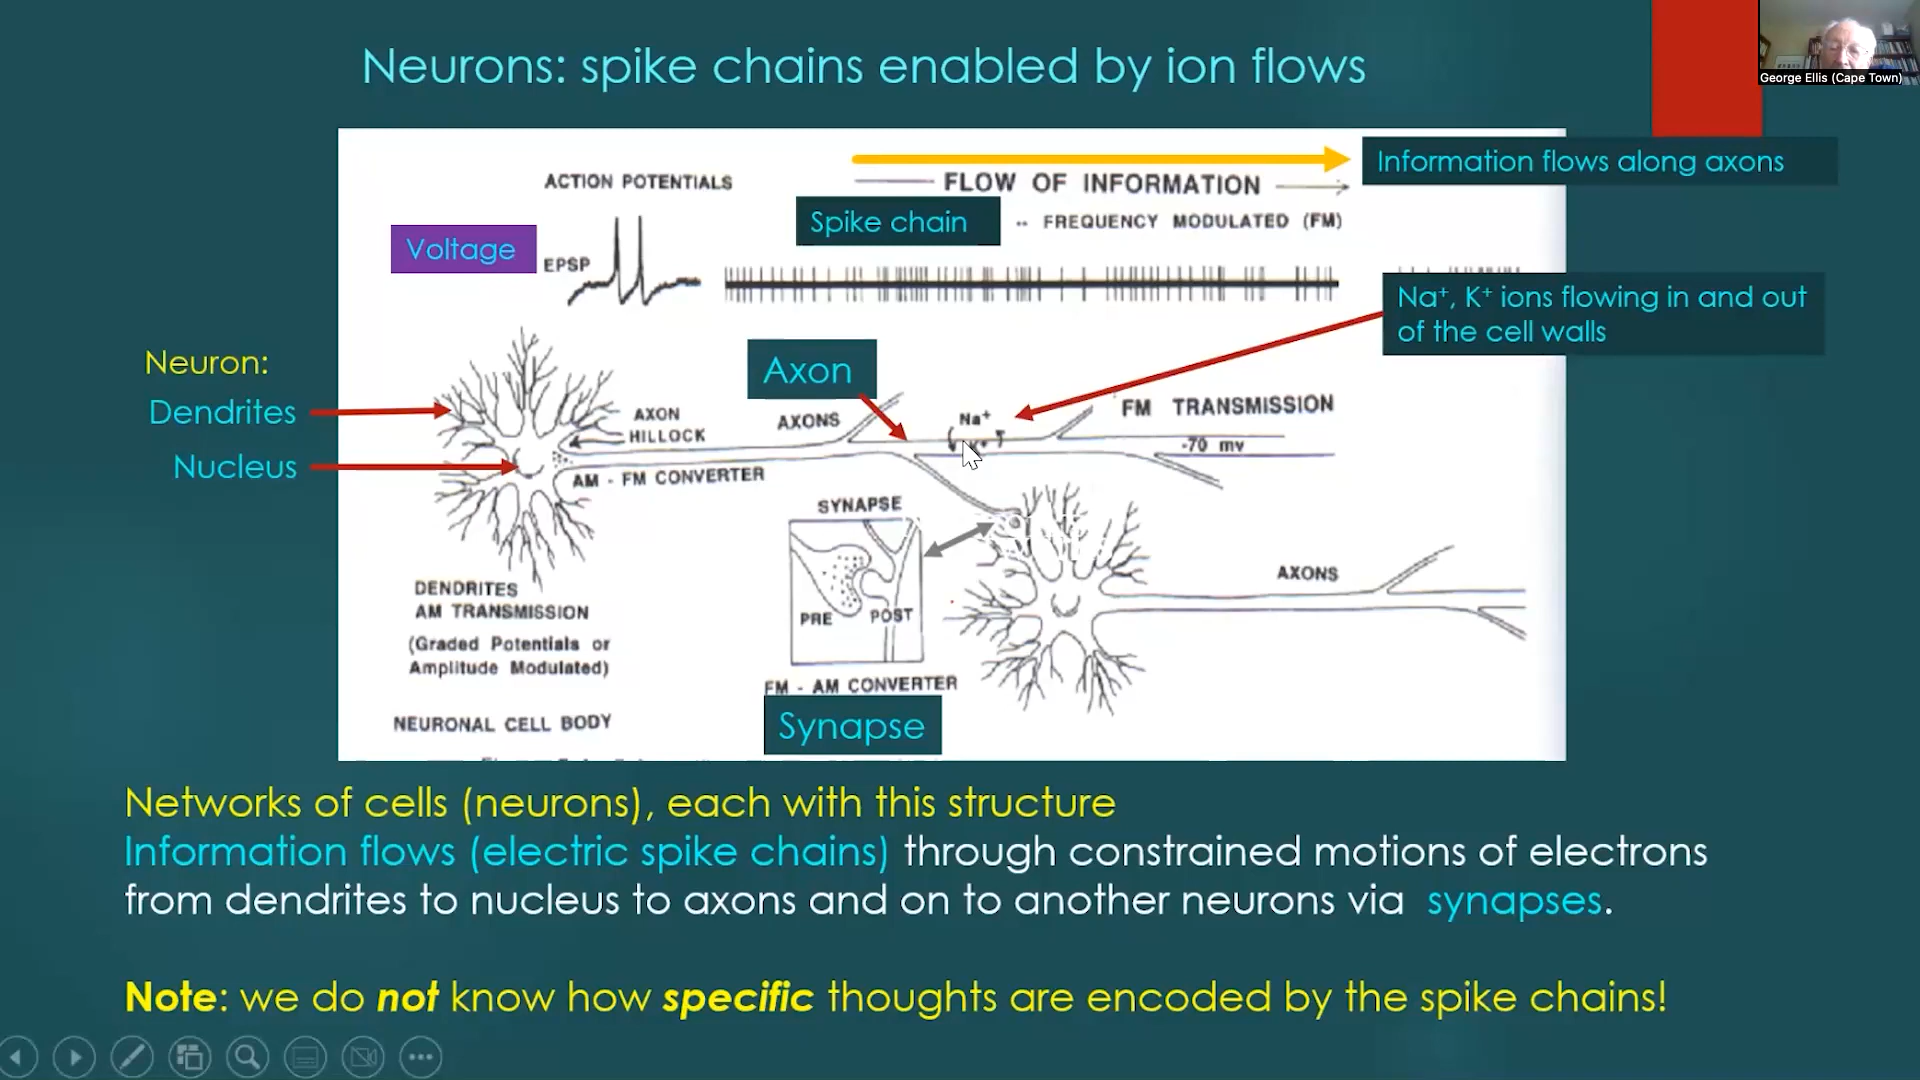 Neurons: spike chains enabled by ion flows
George Ellis (Cape Town)
Information flows along axons
ACTION POTENTIALS
FLOW OF INFORMATION
Spike chain
FREQUENCY MODULATED (FM)
Voltage
EPSP
Na⁺, K⁺ ions flowing in and out
of the cell walls
Neuron:
Dendrites
Nucleus
Axon
AXON
HILLOCK
AXONS
Na⁺
FM TRANSMISSION
-70 mv
AM - FM CONVERTER
SYNAPSE
PRE
POST
AXONS
DENDRITES
AM TRANSMISSION
(Graded Potentials or
Amplitude Modulated)
FM - AM CONVERTER
NEURONAL CELL BODY
Synapse
Networks of cells (neurons), each with this structure
Information flows (electric spike chains) through constrained motions of electrons
from dendrites to nucleus to axons and on to another neurons via synapses.
Note: we do not know how specific thoughts are encoded by the spike chains!